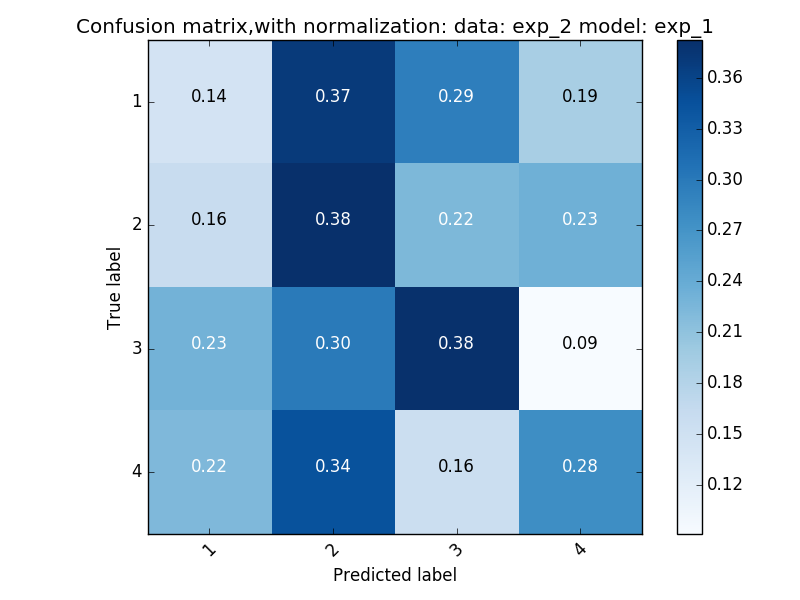 Confusion matrix,with normalization: data: exp_2 model: exp_1
True label
1
0.14 0.37 0.29 0.19
2
0.16 0.38 0.22 0.23
3
0.23 0.30 0.38 0.09
4
0.22 0.34 0.16 0.28
1 2 3 4
Predicted label
0.36
0.33
0.30
0.27
0.24
0.21
0.18
0.15
0.12